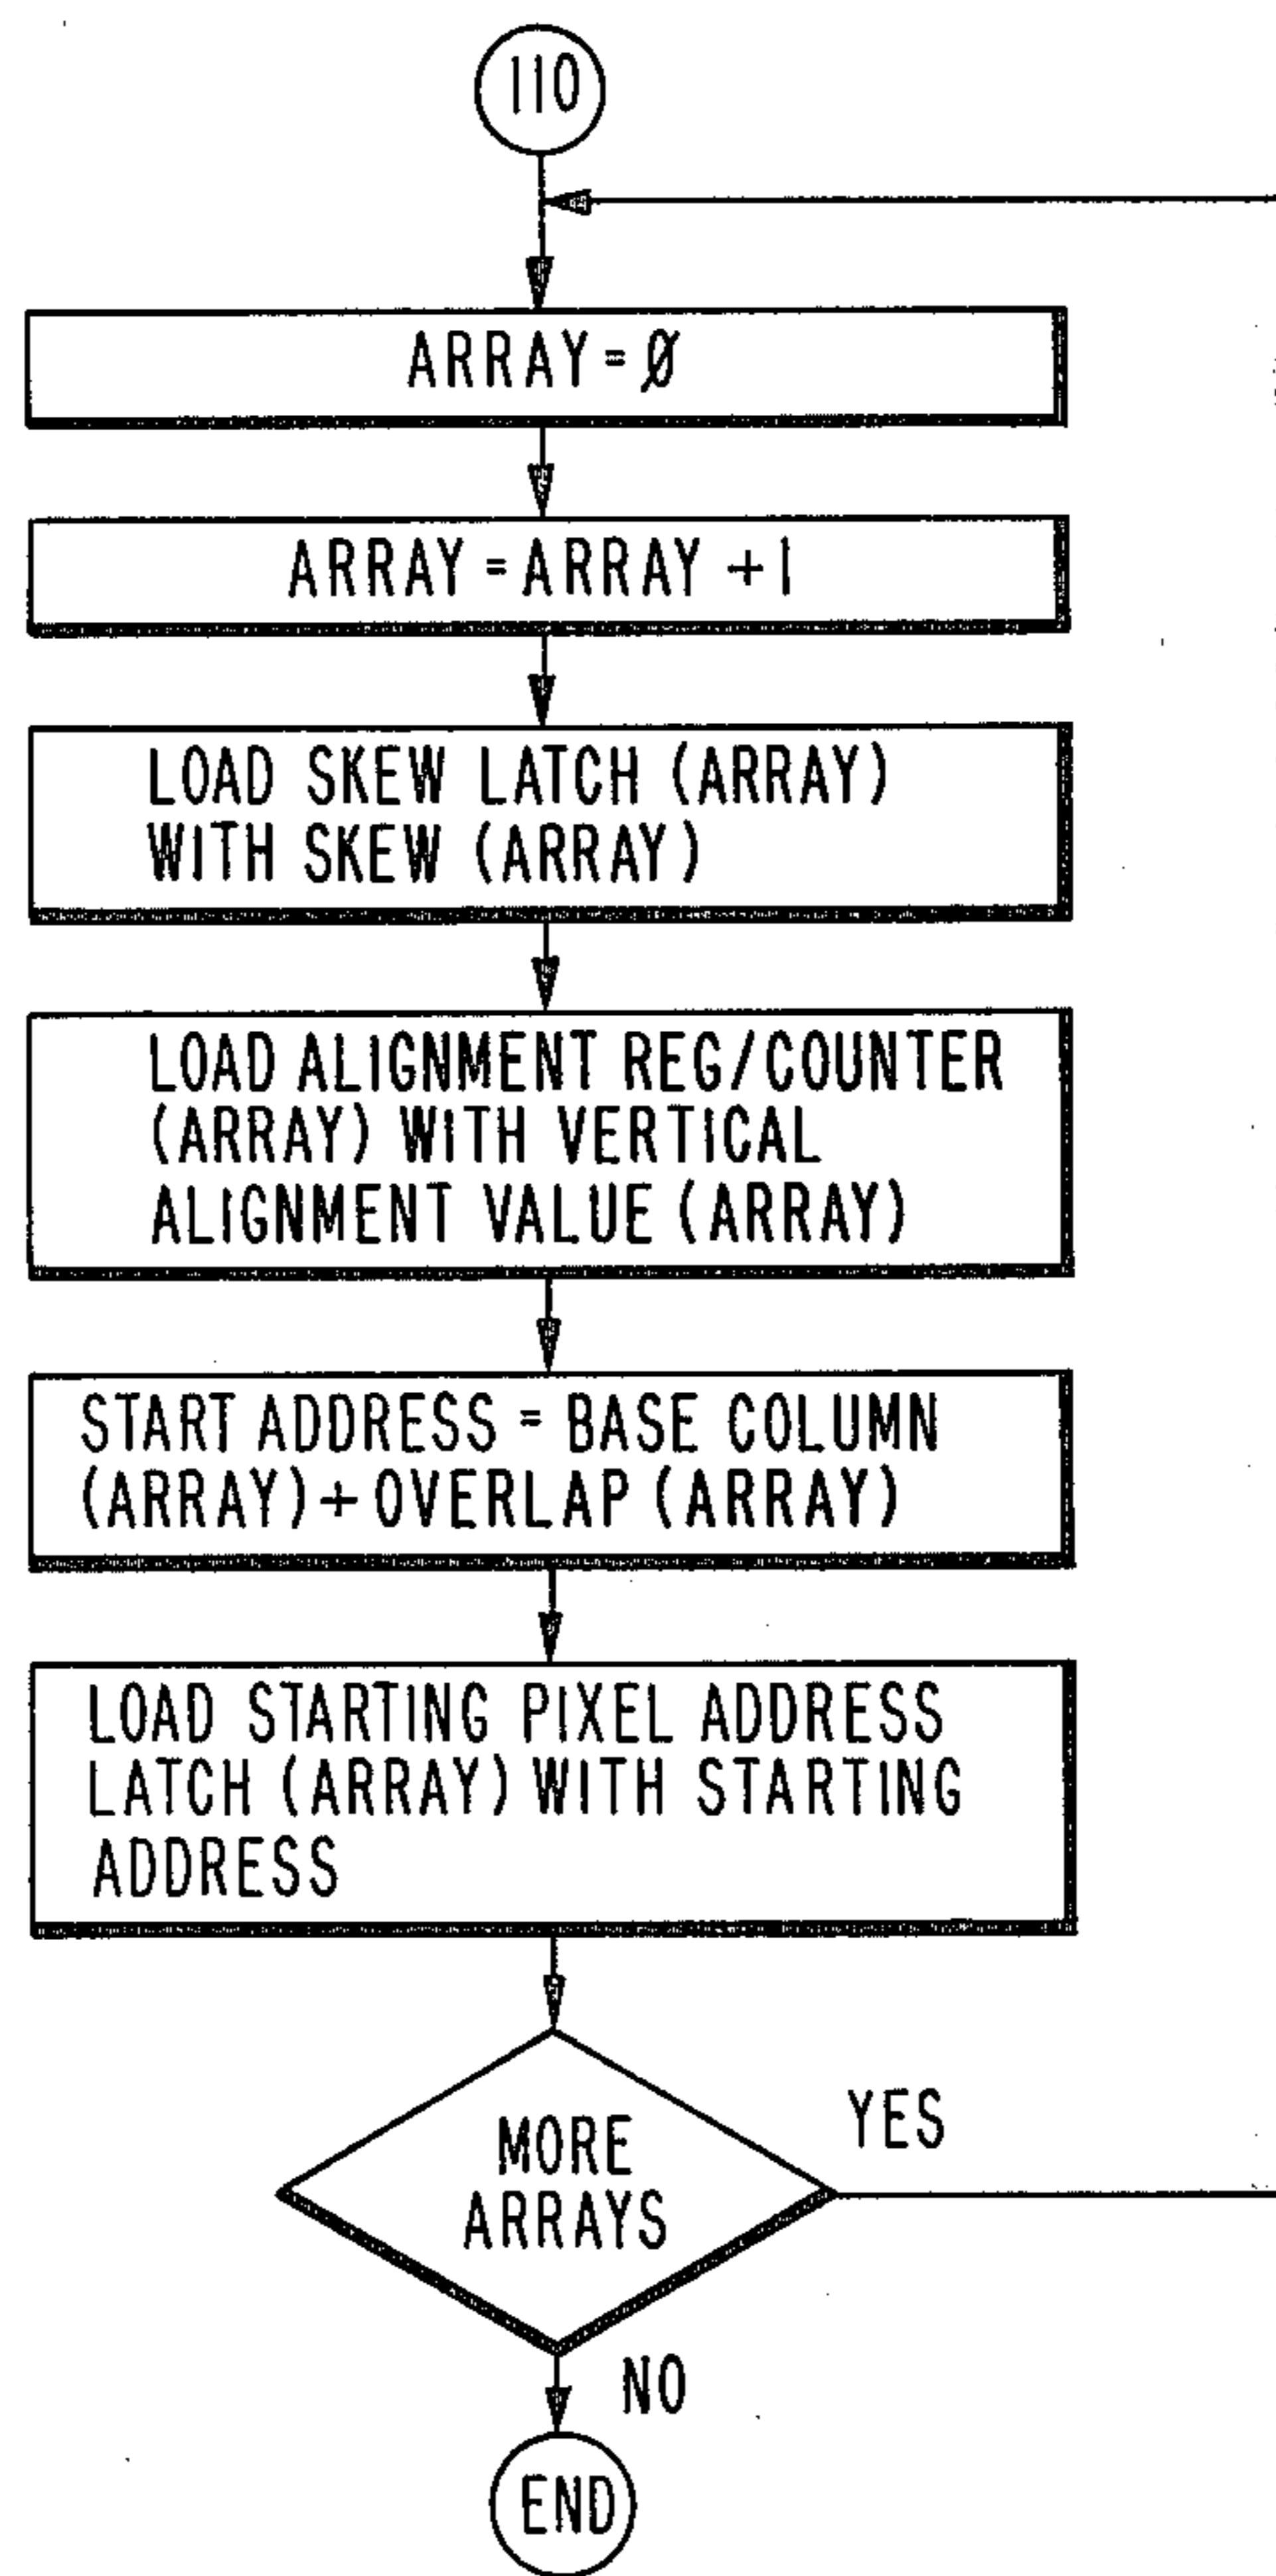 110
ARRAY = Ø
ARRAY = ARRAY + 1
LOAD SKEW LATCH (ARRAY)
WITH SKEW (ARRAY)
LOAD ALIGNMENT REG/COUNTER
(ARRAY) WITH VERTICAL
ALIGNMENT VALUE (ARRAY)
START ADDRESS = BASE COLUMN
(ARRAY) + OVERLAP (ARRAY)
LOAD STARTING PIXEL ADDRESS
LATCH (ARRAY) WITH STARTING
ADDRESS
MORE
ARRAYS
YES
NO
END